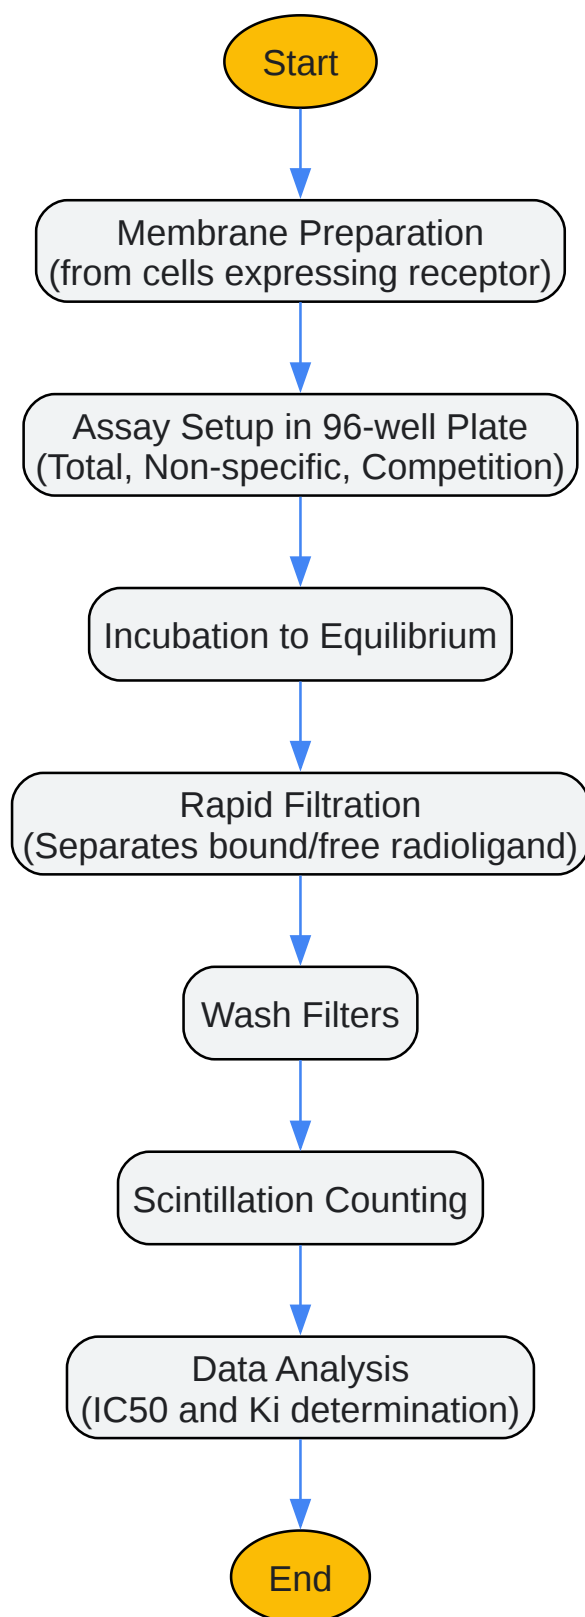 Start
Membrane Preparation
(from cells expressing receptor)
Assay Setup in 96-well Plate
(Total, Non-specific, Competition)
Incubation to Equilibrium
Rapid Filtration
(Separates bound/free radioligand)
Wash Filters
Scintillation Counting
Data Analysis
(IC50 and Ki determination)
End